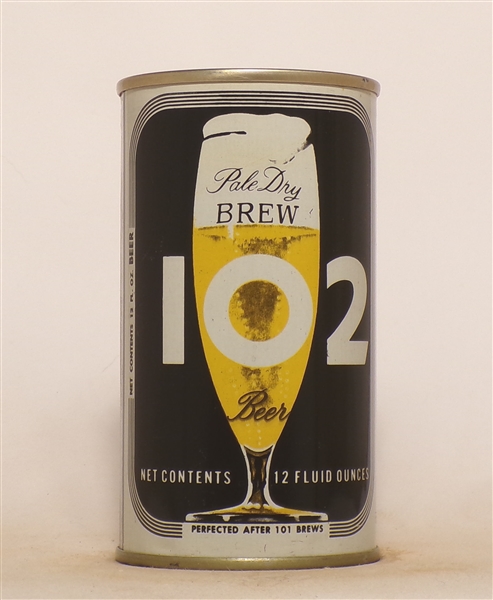 Pale Dry
BREW
102
Beer
NET CONTENTS 12 FLUID OUNCES
PERFECTED AFTER 101 BREWS
NET CONTENTS 12 FL. OZ. BEER